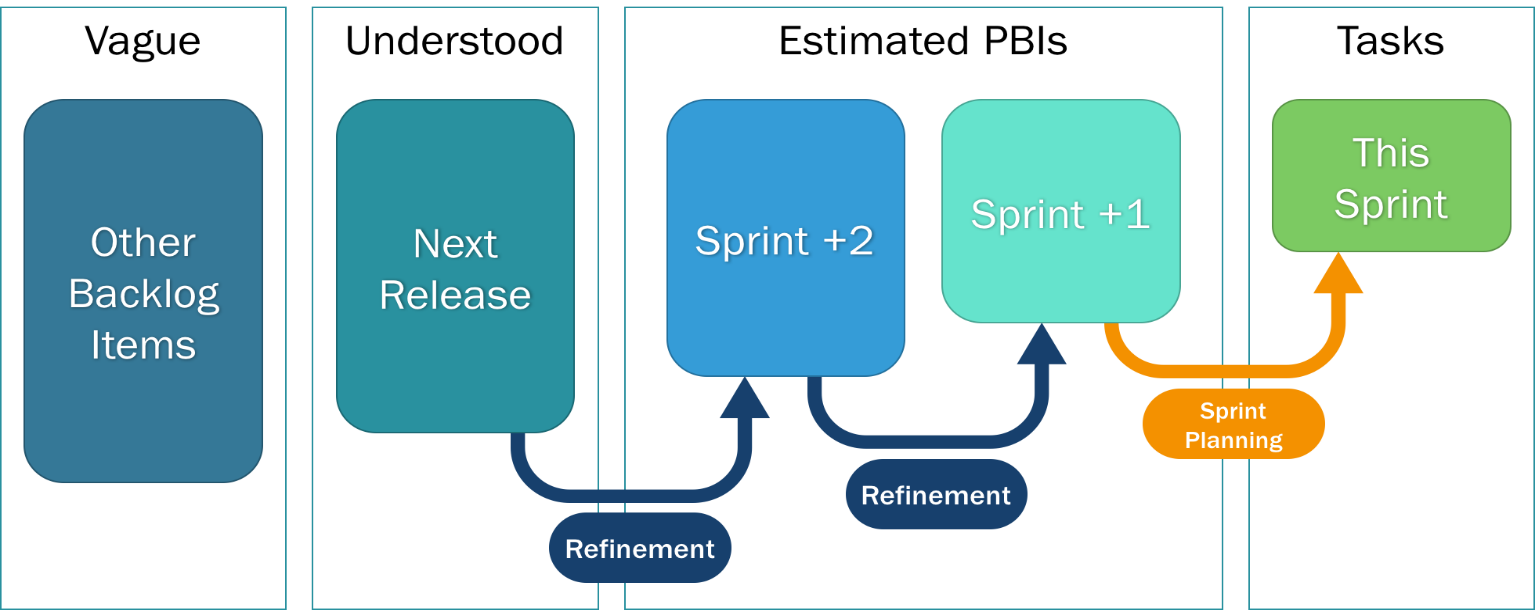 Vague
Understood
Estimated PBIs
Tasks
Other
Backlog
Items
Next
Release
Sprint +2
Sprint +1
This
Sprint
Refinement
Refinement
Sprint
Planning